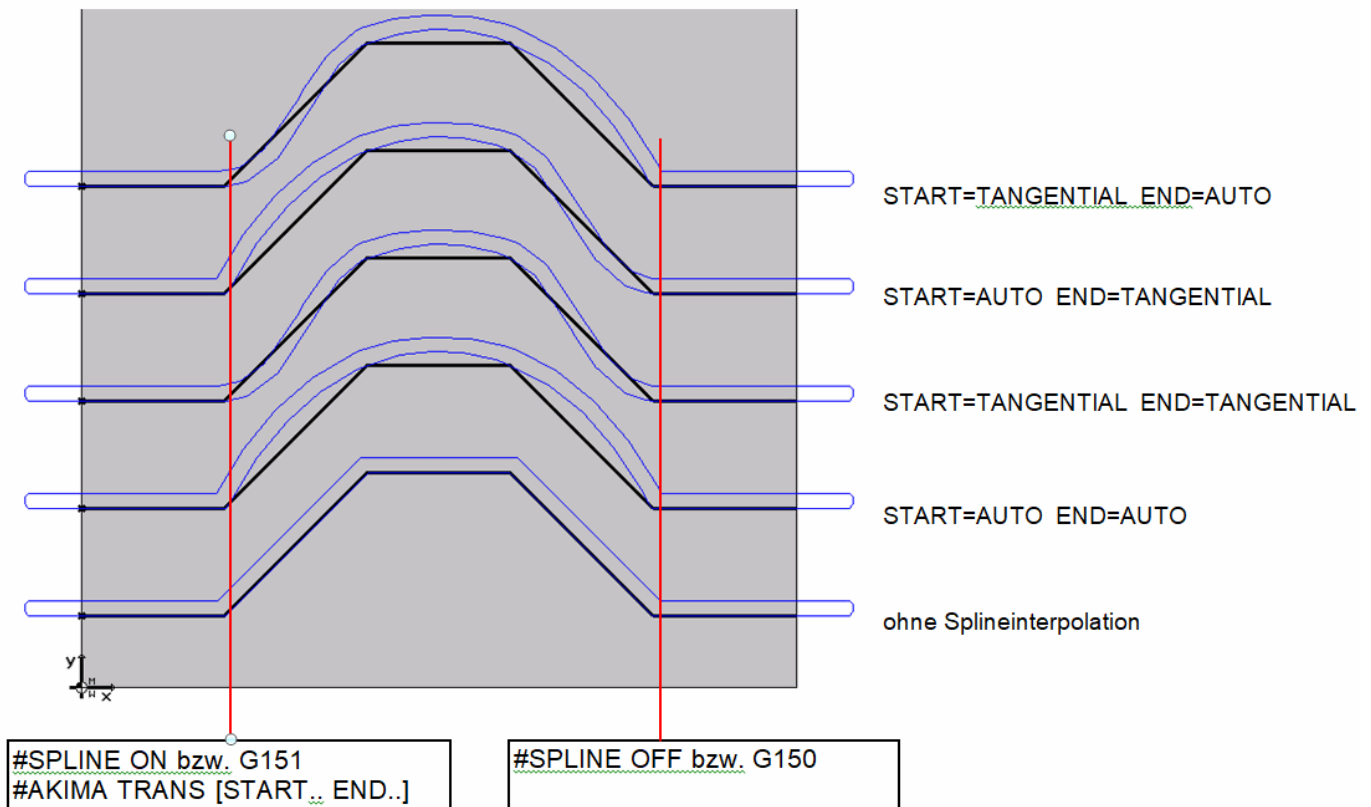 START=TANGENTIAL END=AUTO
START=AUTO END=TANGENTIAL
START=TANGENTIAL END=TANGENTIAL
START=AUTO END=AUTO
ohne Splineinterpolation
y
M
W
x
#SPLINE ON bzw. G151
#AKIMA TRANS [START.. END..]
#SPLINE OFF bzw. G150